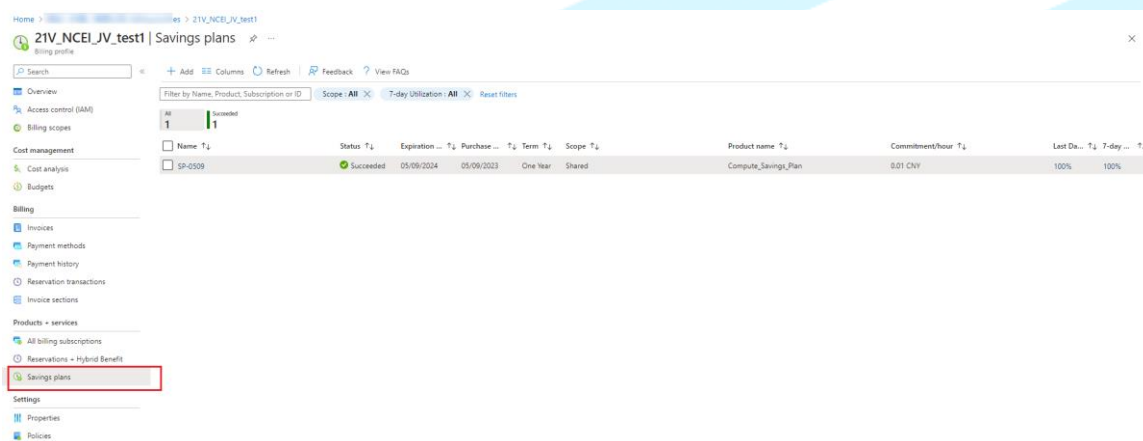 Home > es > 21V_NCEI_JV_test1
21V_NCEI_JV_test1 | Savings plans
Billing profile
Search
Add Columns Refresh Feedback View FAQs
Filter by Name, Product, Subscription or ID Scope : All 7-day Utilization : All Reset filters
All
1
Succeeded
1
Name Status Expiration ... Purchase ... Term Scope Product name Commitment/hour Last Da... 7-day ...
SP-0509 Succeeded 05/09/2024 05/09/2023 One Year Shared Compute_Savings_Plan 0.01 CNY 100% 100%
Overview
Access control (IAM)
Billing scopes
Cost management
Cost analysis
Budgets
Billing
Invoices
Payment methods
Payment history
Reservation transactions
Invoice sections
Products + services
All billing subscriptions
Reservations + Hybrid Benefit
Savings plans
Settings
Properties
Policies